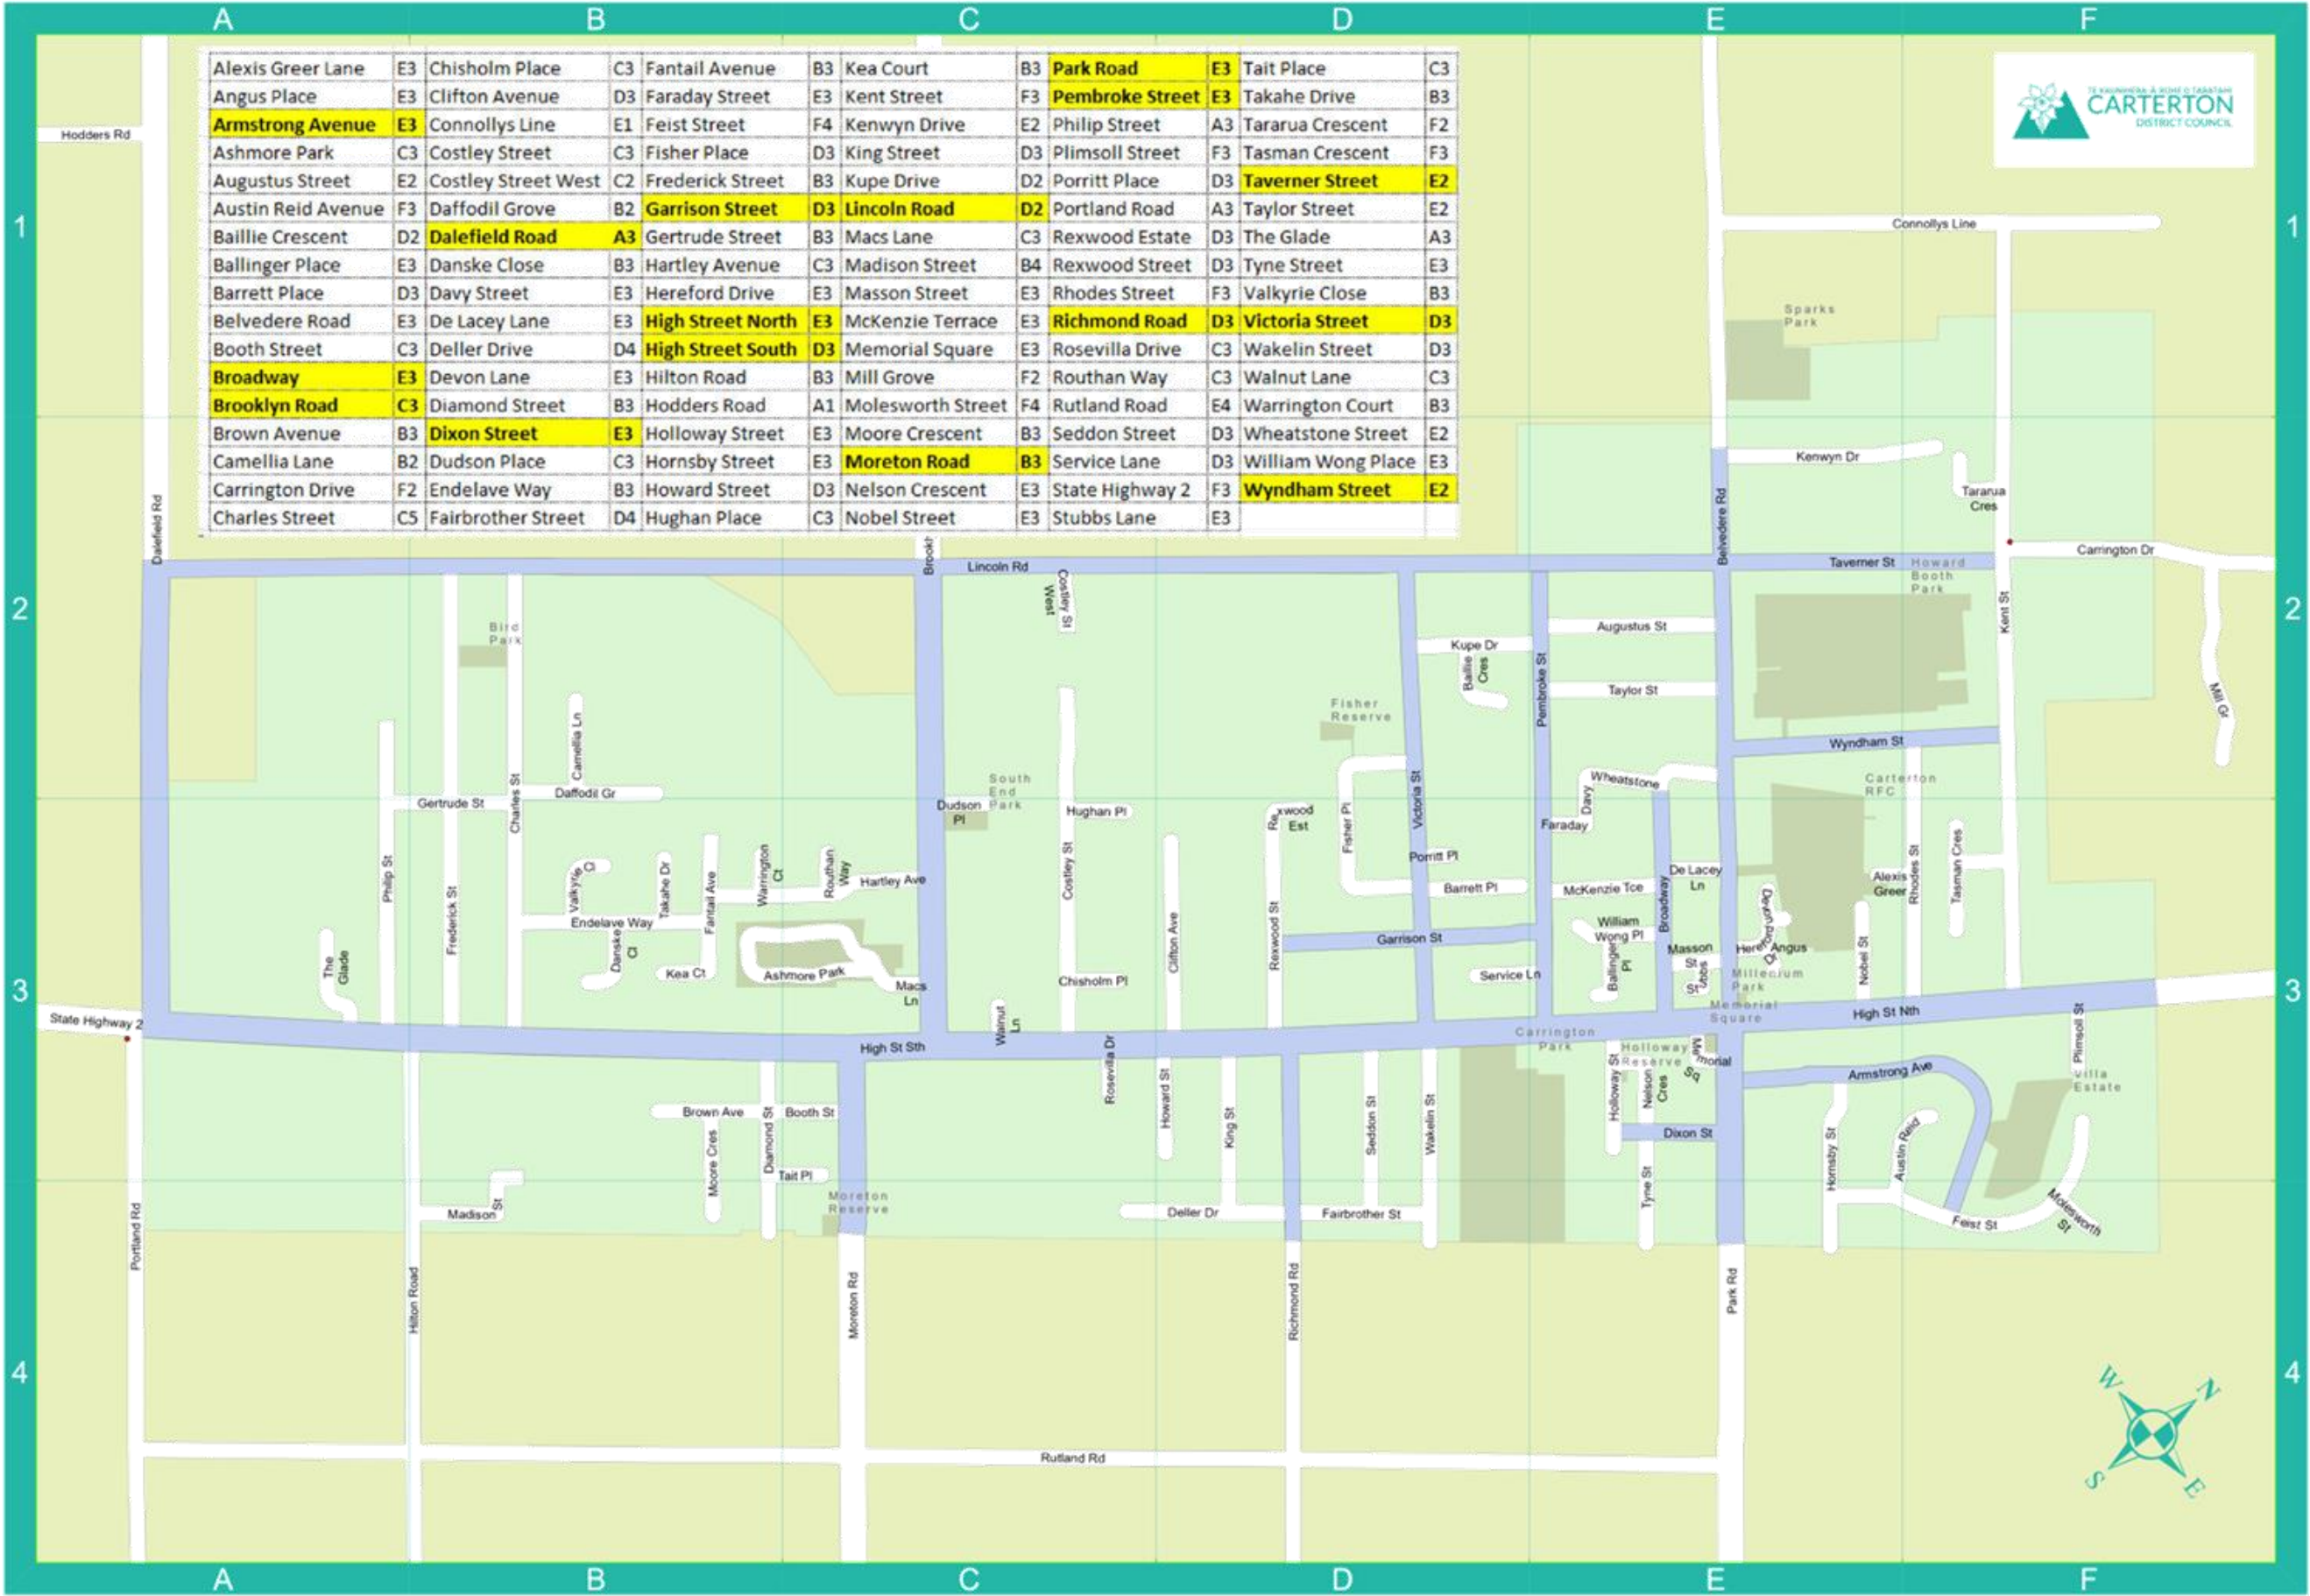 A B C D E F
Alexis Greer Lane E3 Chisholm Place C3 Fantail Avenue B3 Kea Court B3 Park Road E3 Tait Place C3
Angus Place E3 Clifton Avenue D3 Faraday Street E3 Kent Street F3 Pembroke Street E3 Takahe Drive B3
Armstrong Avenue E3 Connollys Line E1 Feist Street F4 Kenwyn Drive E2 Philip Street A3 Tararua Crescent F2
Ashmore Park C3 Costley Street C3 Fisher Place D3 King Street D3 Plimsoll Street F3 Tasman Crescent F3
Augustus Street E2 Costley Street West C2 Frederick Street B3 Kupe Drive D2 Porritt Place D3 Taverner Street E2
Austin Reid Avenue F3 Daffodil Grove B2 Garrison Street D3 Lincoln Road D2 Portland Road A3 Taylor Street E2
Baillie Crescent D2 Dalefield Road A3 Gertrude Street B3 Macs Lane C3 Rexwood Estate D3 The Glade A3
Ballinger Place E3 Danske Close B3 Hartley Avenue C3 Madison Street B4 Rexwood Street D3 Tyne Street E3
Barrett Place D3 Davy Street E3 Hereford Drive E3 Masson Street E3 Rhodes Street F3 Valkyrie Close B3
Belvedere Road E3 De Lacey Lane E3 High Street North E3 McKenzie Terrace E3 Richmond Road D3 Victoria Street D3
Booth Street C3 Deller Drive D4 High Street South D3 Memorial Square E3 Rosevilla Drive C3 Wakelin Street D3
Broadway E3 Devon Lane E3 Hilton Road B3 Mill Grove F2 Routhan Way C3 Walnut Lane C3
Brooklyn Road C3 Diamond Street B3 Hodders Road A1 Molesworth Street F4 Rutland Road E4 Warrington Court B3
Brown Avenue B3 Dixon Street E3 Holloway Street E3 Moore Crescent B3 Seddon Street D3 Wheatstone Street E2
Camellia Lane B2 Dudson Place C3 Hornsby Street E3 Moreton Road B3 Service Lane D3 William Wong Place E3
Carrington Drive F2 Endelave Way B3 Howard Street D3 Nelson Crescent E3 State Highway 2 F3 Wyndham Street E2
Charles Street C5 Fairbrother Street D4 Hughan Place C3 Nobel Street E3 Stubbs Lane E3
CARTERTON
DISTRICT COUNCIL
Hodders Rd
1
Connollys Line
1
Sparks
Park
Kenwyn Dr
Tararua
Cres
Dalefield Rd
Belvedere Rd
Carrington Dr
Brookl
Lincoln Rd
Taverner St
Howard
Booth
Park
2
2
Costley St
West
Kent St
Bird
Park
Augustus St
Kupe Dr
Baillie
Cres
Pembroke St
Taylor St
Mill Gr
Fisher
Reserve
Camellia Ln
Wyndham St
Daffodil Gr
Gertrude St
Charles St
South
End
Park
Dudson
Pl
Hughan Pl
Rexwood
Est
Fisher Pl
Victoria St
Wheatstone
Davy
Faraday
Carterton
RFC
Porritt Pl
Philip St
Frederick St
Valkyrie Cl
Takahe Dr
Fantail Ave
Warrington
Ct
Routhan
Way
Hartley Ave
Costley St
Barrett Pl
McKenzie Tce
Broadway
De Lacey
Ln
Alexis
Greer
Rhodes St
Tasman Cres
Endelave Way
Danske
Cl
Kea Ct
Ashmore Park
Macs
Ln
Clifton Ave
Rexwood St
Garrison St
William
Wong Pl
Ballinger
Pl
Masson
St
Stubbs
Devon
Hereford
Dr
Angus
Millenium
Park
Nobel St
The
Glade
Service Ln
Chisholm Pl
Walnut
Ln
3
3
State Highway 2
High St Sth
Memorial
Square
High St Nth
Plimsoll St
Carrington
Park
Holloway
Reserve
Memorial
Sq
Rosevilla Dr
Howard St
King St
Seddon St
Wakelin St
Holloway St
Nelson
Cres
Armstrong Ave
Villa
Estate
Brown Ave
Diamond St
Booth St
Dixon St
Moore Cres
Tait Pl
Hornsby St
Austin Reid
Tyne St
Moreton
Reserve
Madison
St
Deller Dr
Fairbrother St
Feist St
Molesworth
St
Portland Rd
Hilton Road
Moreton Rd
Richmond Rd
Park Rd
4
4
W N
Rutland Rd
S E
A B C D E F